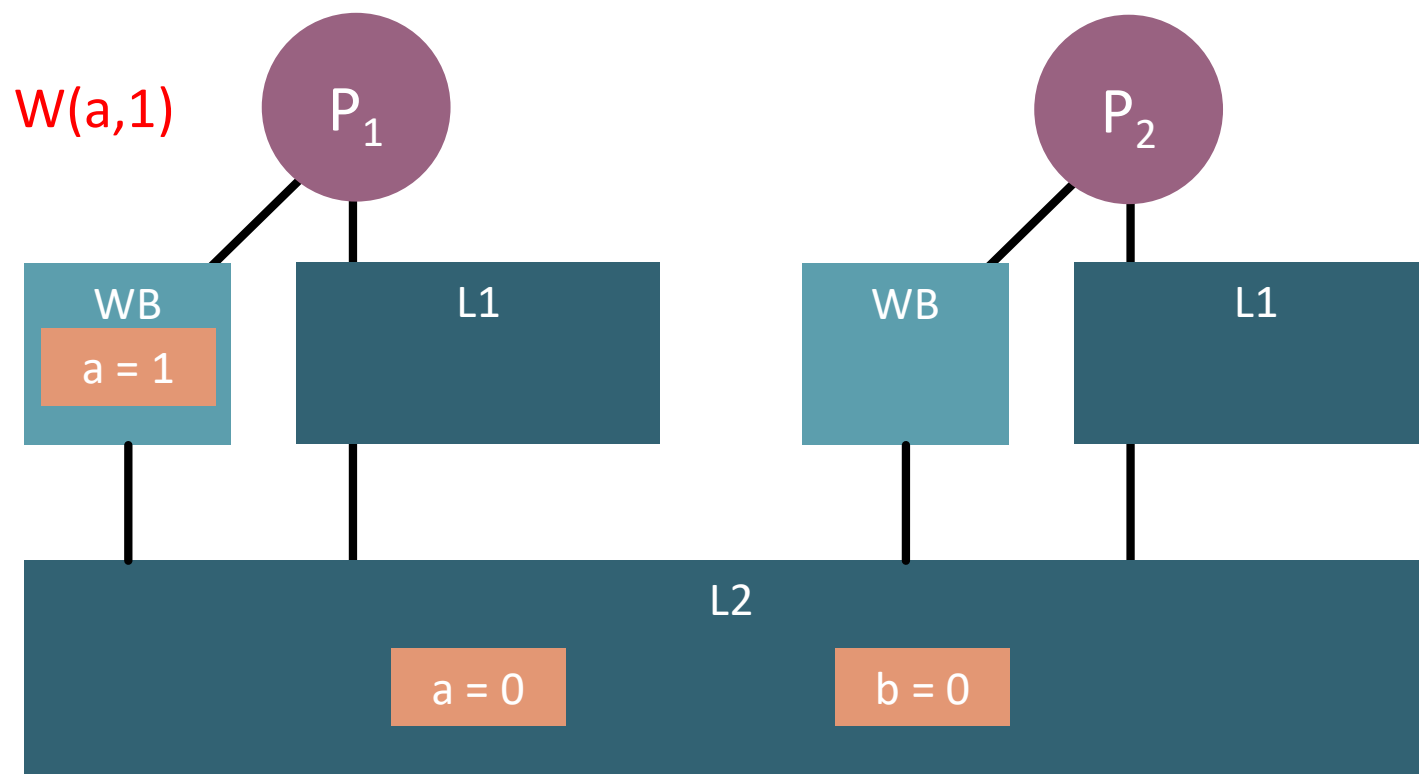 W(a,1)
P₁
P₂
WB
L1
WB
L1
a = 1
L2
a = 0
b = 0